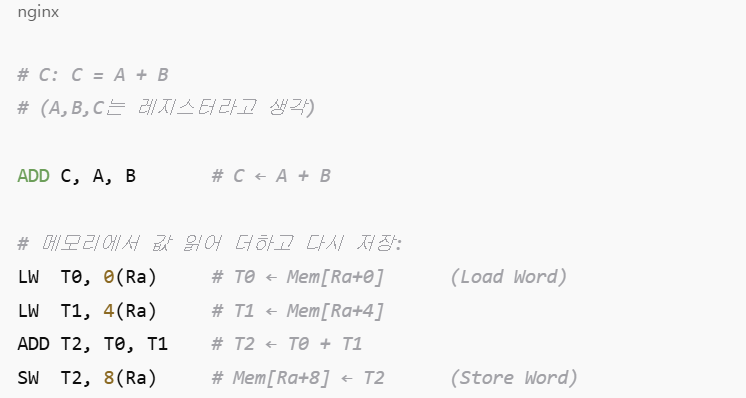 nginx
# C: C = A + B
# (A,B,C는 레지스터라고 생각)
ADD C, A, B # C ← A + B
# 메모리에서 값 읽어 더하고 다시 저장:
LW T0, 0(Ra) # T0 ← Mem[Ra+0] (Load Word)
LW T1, 4(Ra) # T1 ← Mem[Ra+4]
ADD T2, T0, T1 # T2 ← T0 + T1
SW T2, 8(Ra) # Mem[Ra+8] ← T2 (Store Word)